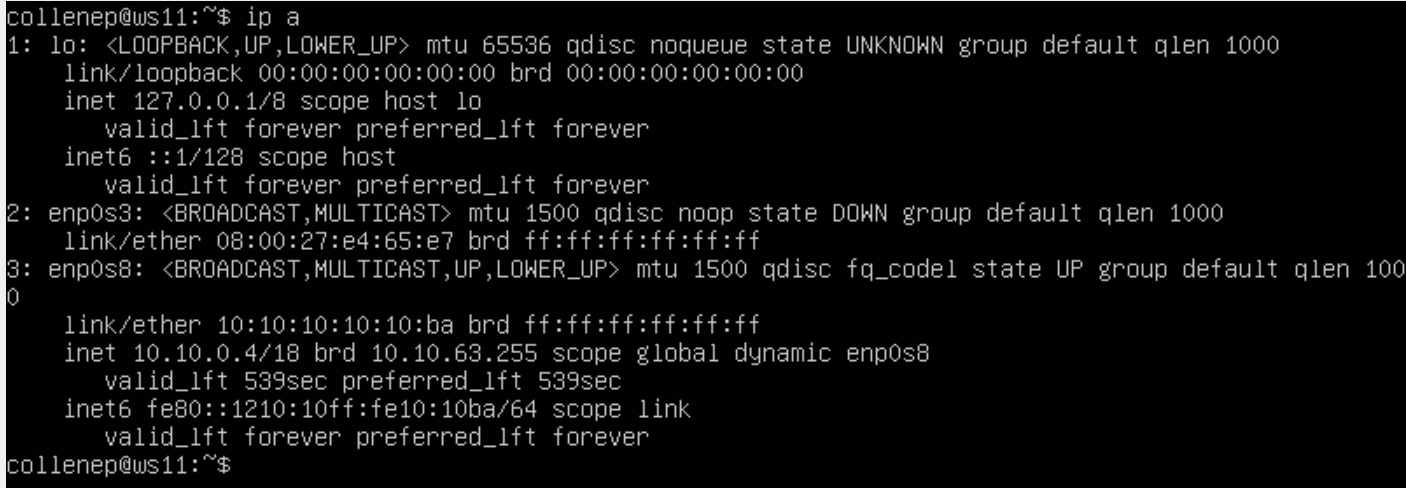 collenep@ws11:~$ ip a
1: lo: <LOOPBACK,UP,LOWER_UP> mtu 65536 qdisc noqueue state UNKNOWN group default qlen 1000
    link/loopback 00:00:00:00:00:00 brd 00:00:00:00:00:00
    inet 127.0.0.1/8 scope host lo
       valid_lft forever preferred_lft forever
    inet6 ::1/128 scope host
       valid_lft forever preferred_lft forever
2: enp0s3: <BROADCAST,MULTICAST> mtu 1500 qdisc noop state DOWN group default qlen 1000
    link/ether 08:00:27:e4:65:e7 brd ff:ff:ff:ff:ff:ff
3: enp0s8: <BROADCAST,MULTICAST,UP,LOWER_UP> mtu 1500 qdisc fq_codel state UP group default qlen 100
0
    link/ether 10:10:10:10:10:ba brd ff:ff:ff:ff:ff:ff
    inet 10.10.0.4/18 brd 10.10.63.255 scope global dynamic enp0s8
       valid_lft 539sec preferred_lft 539sec
    inet6 fe80::1210:10ff:fe10:10ba/64 scope link
       valid_lft forever preferred_lft forever
collenep@ws11:~$